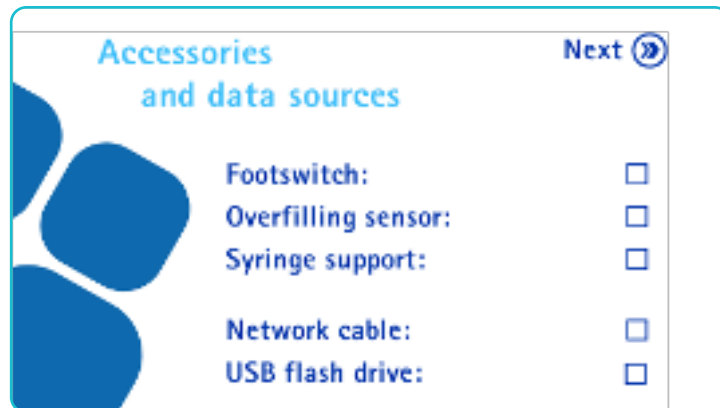 Accessories
and data sources
Next
Footswitch:
Overfilling sensor:
Syringe support:
Network cable:
USB flash drive: